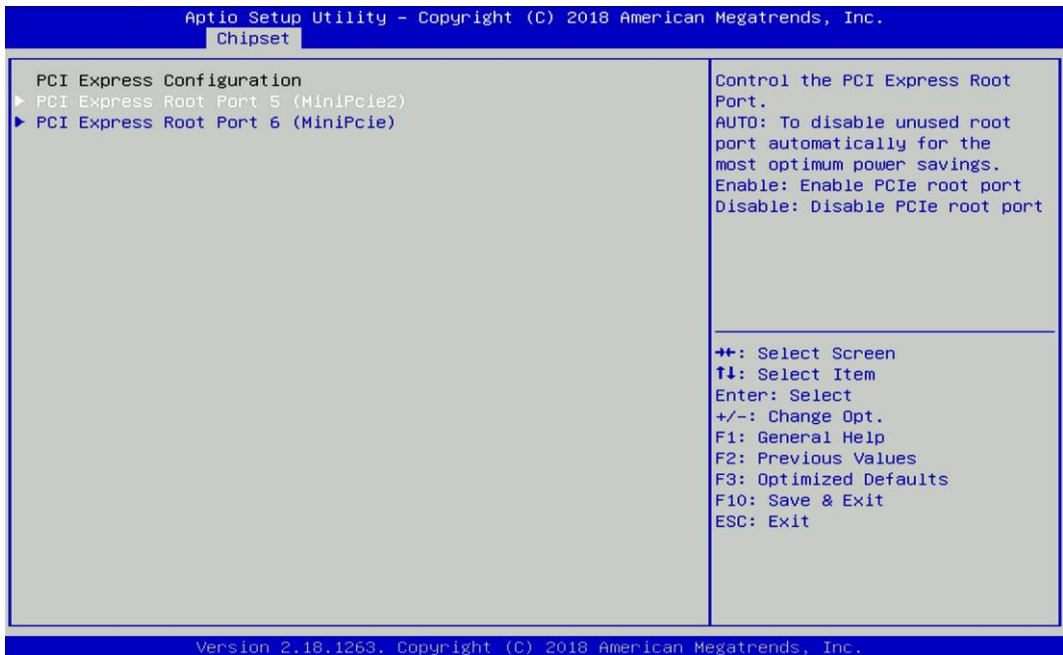 Aptio Setup Utility – Copyright (C) 2018 American Megatrends, Inc.
Chipset
PCI Express Configuration
▶ PCI Express Root Port 5 (MiniPcie2)
▶ PCI Express Root Port 6 (MiniPcie)
Control the PCI Express Root
Port.
AUTO: To disable unused root
port automatically for the
most optimum power savings.
Enable: Enable PCIe root port
Disable: Disable PCIe root port
→←: Select Screen
↑↓: Select Item
Enter: Select
+/-: Change Opt.
F1: General Help
F2: Previous Values
F3: Optimized Defaults
F10: Save & Exit
ESC: Exit
Version 2.18.1263. Copyright (C) 2018 American Megatrends, Inc.